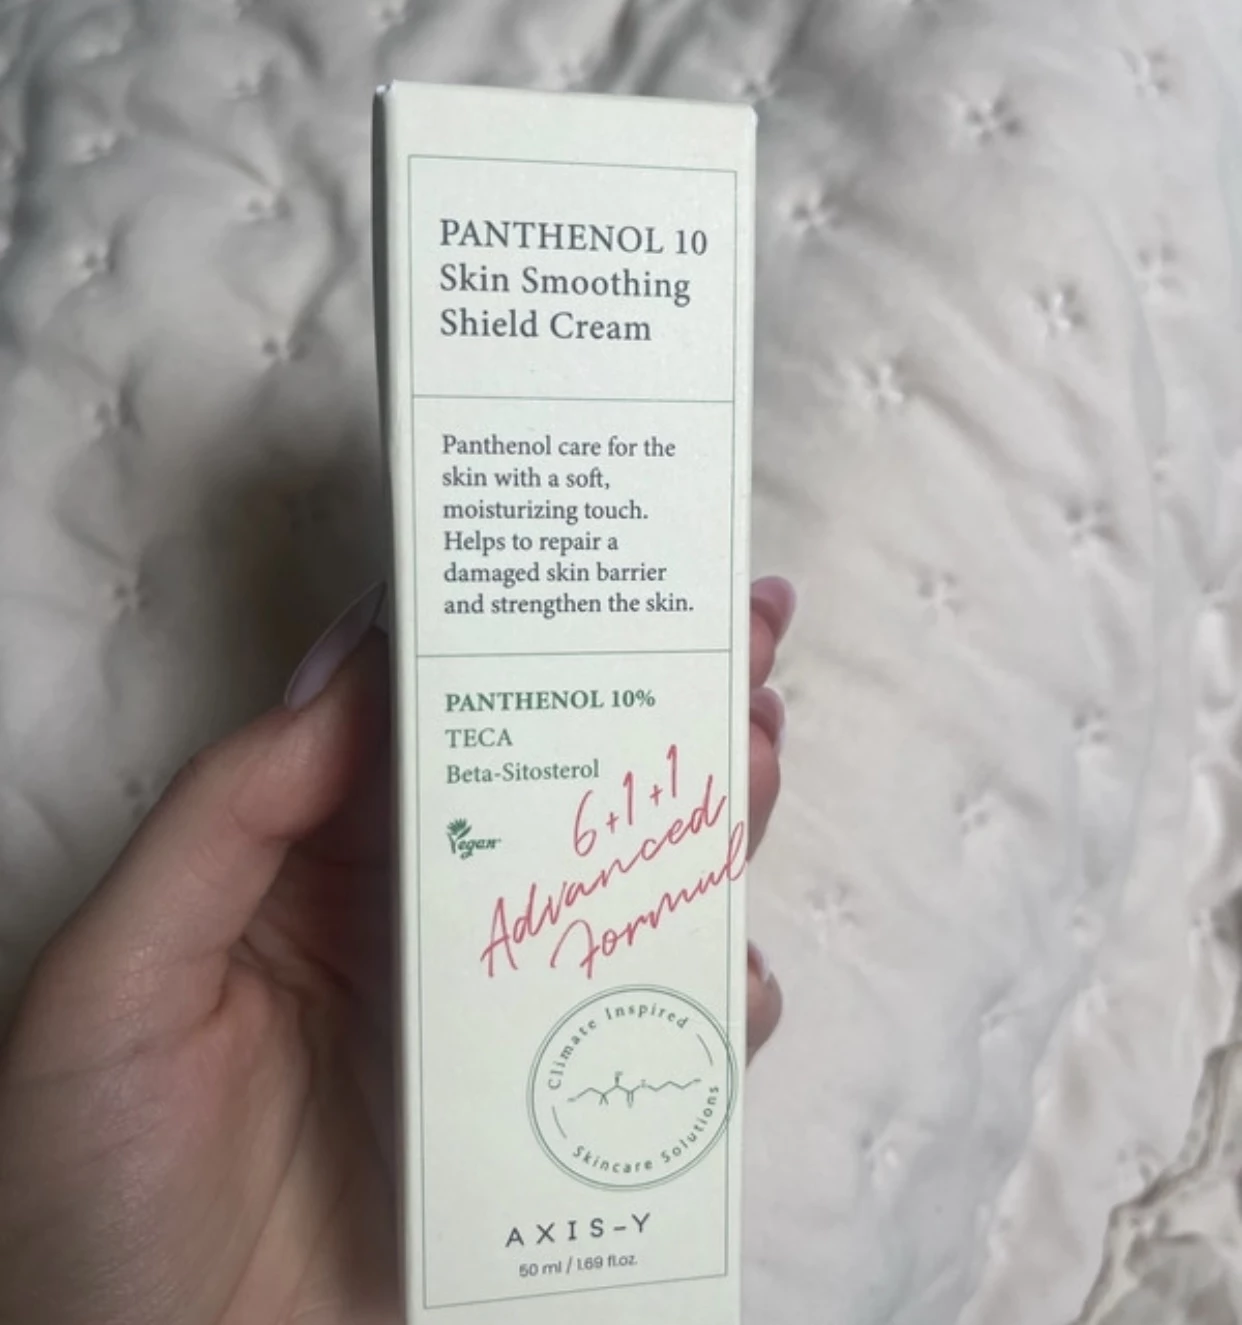 PANTHENOL 10
Skin Smoothing
Shield Cream
Panthenol care for the
skin with a soft,
moisturizing touch.
Helps to repair a
damaged skin barrier
and strengthen the skin.
PANTHENOL 10%
TECA
Beta-Sitosterol
Vegan
6+1+1
Advanced
Formul
Climate Inspired
Skincare Solutions
AXIS-Y
50 ml / 1.69 fl.oz.